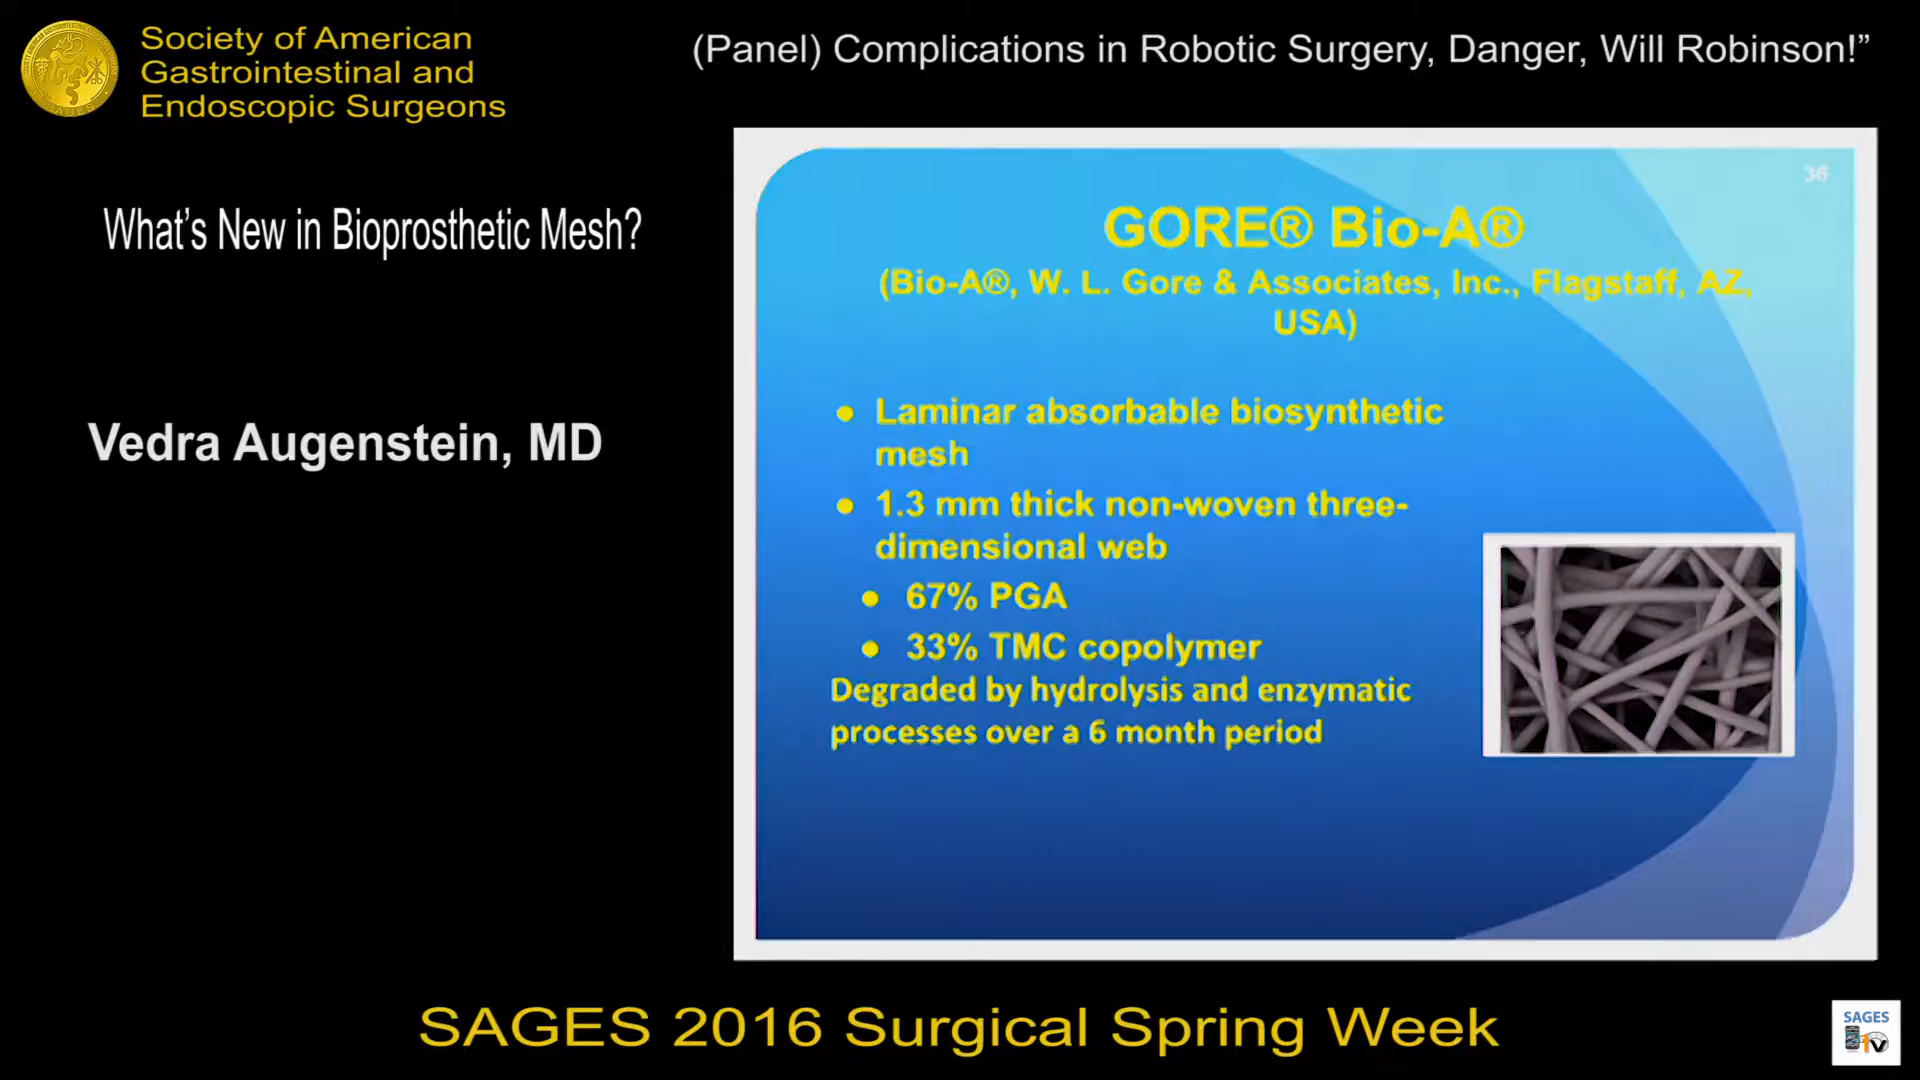 Society of American
Gastrointestinal and
Endoscopic Surgeons
(Panel) Complications in Robotic Surgery, Danger, Will Robinson!”
What’s New in Bioprosthetic Mesh?
Vedra Augenstein, MD
36
GORE® Bio-A®
(Bio-A®, W. L. Gore & Associates, Inc., Flagstaff, AZ,
USA)
● Laminar absorbable biosynthetic
mesh
● 1.3 mm thick non-woven three-
dimensional web
● 67% PGA
● 33% TMC copolymer
Degraded by hydrolysis and enzymatic
processes over a 6 month period
SAGES 2016 Surgical Spring Week
SAGES
TV